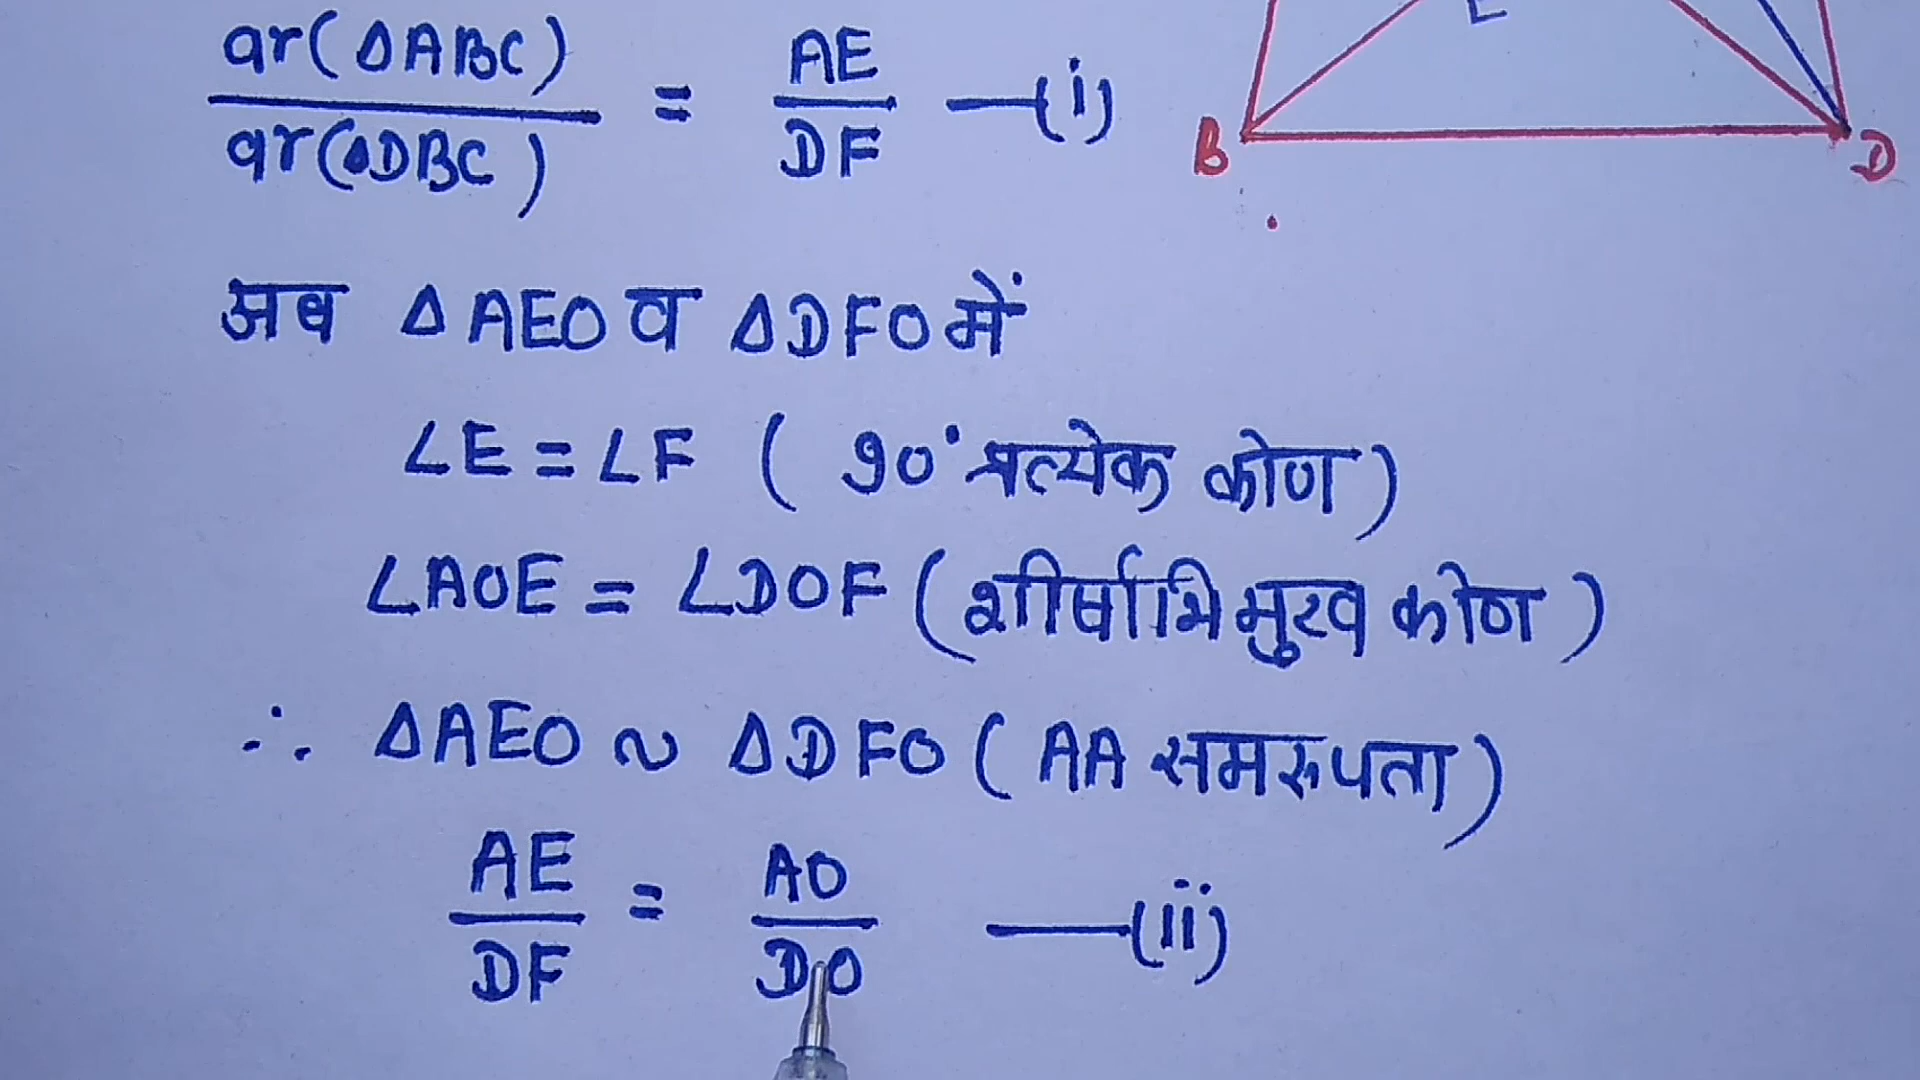 ar(ΔABC) / ar(ΔDBC) = AE / DF —(i)
B D
अब ΔAEO व ΔDFO में
∠E = ∠F ( 90° प्रत्येक कोण )
∠AOE = ∠DOF ( शीर्षाभिमुख कोण )
∴ ΔAEO ~ ΔDFO ( AA समरुपता )
AE / DF = AO / DO —(ii)